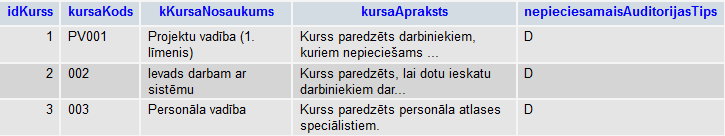 idKurss kursaKods kKursaNosaukums kursaApraksts nepieciesamaisAuditorijasTips
1 PV001 Projektu vadība (1. Kurss paredzēts darbiniekiem, D
līmenis) kuriem nepieciešams ...
2 002 Ievads darbam ar Kurss paredzēts, lai dotu ieskatu D
sistēmu darbiniekiem dar...
3 003 Personāla vadība Kurss paredzēts personāla atlases D
speciālistiem.